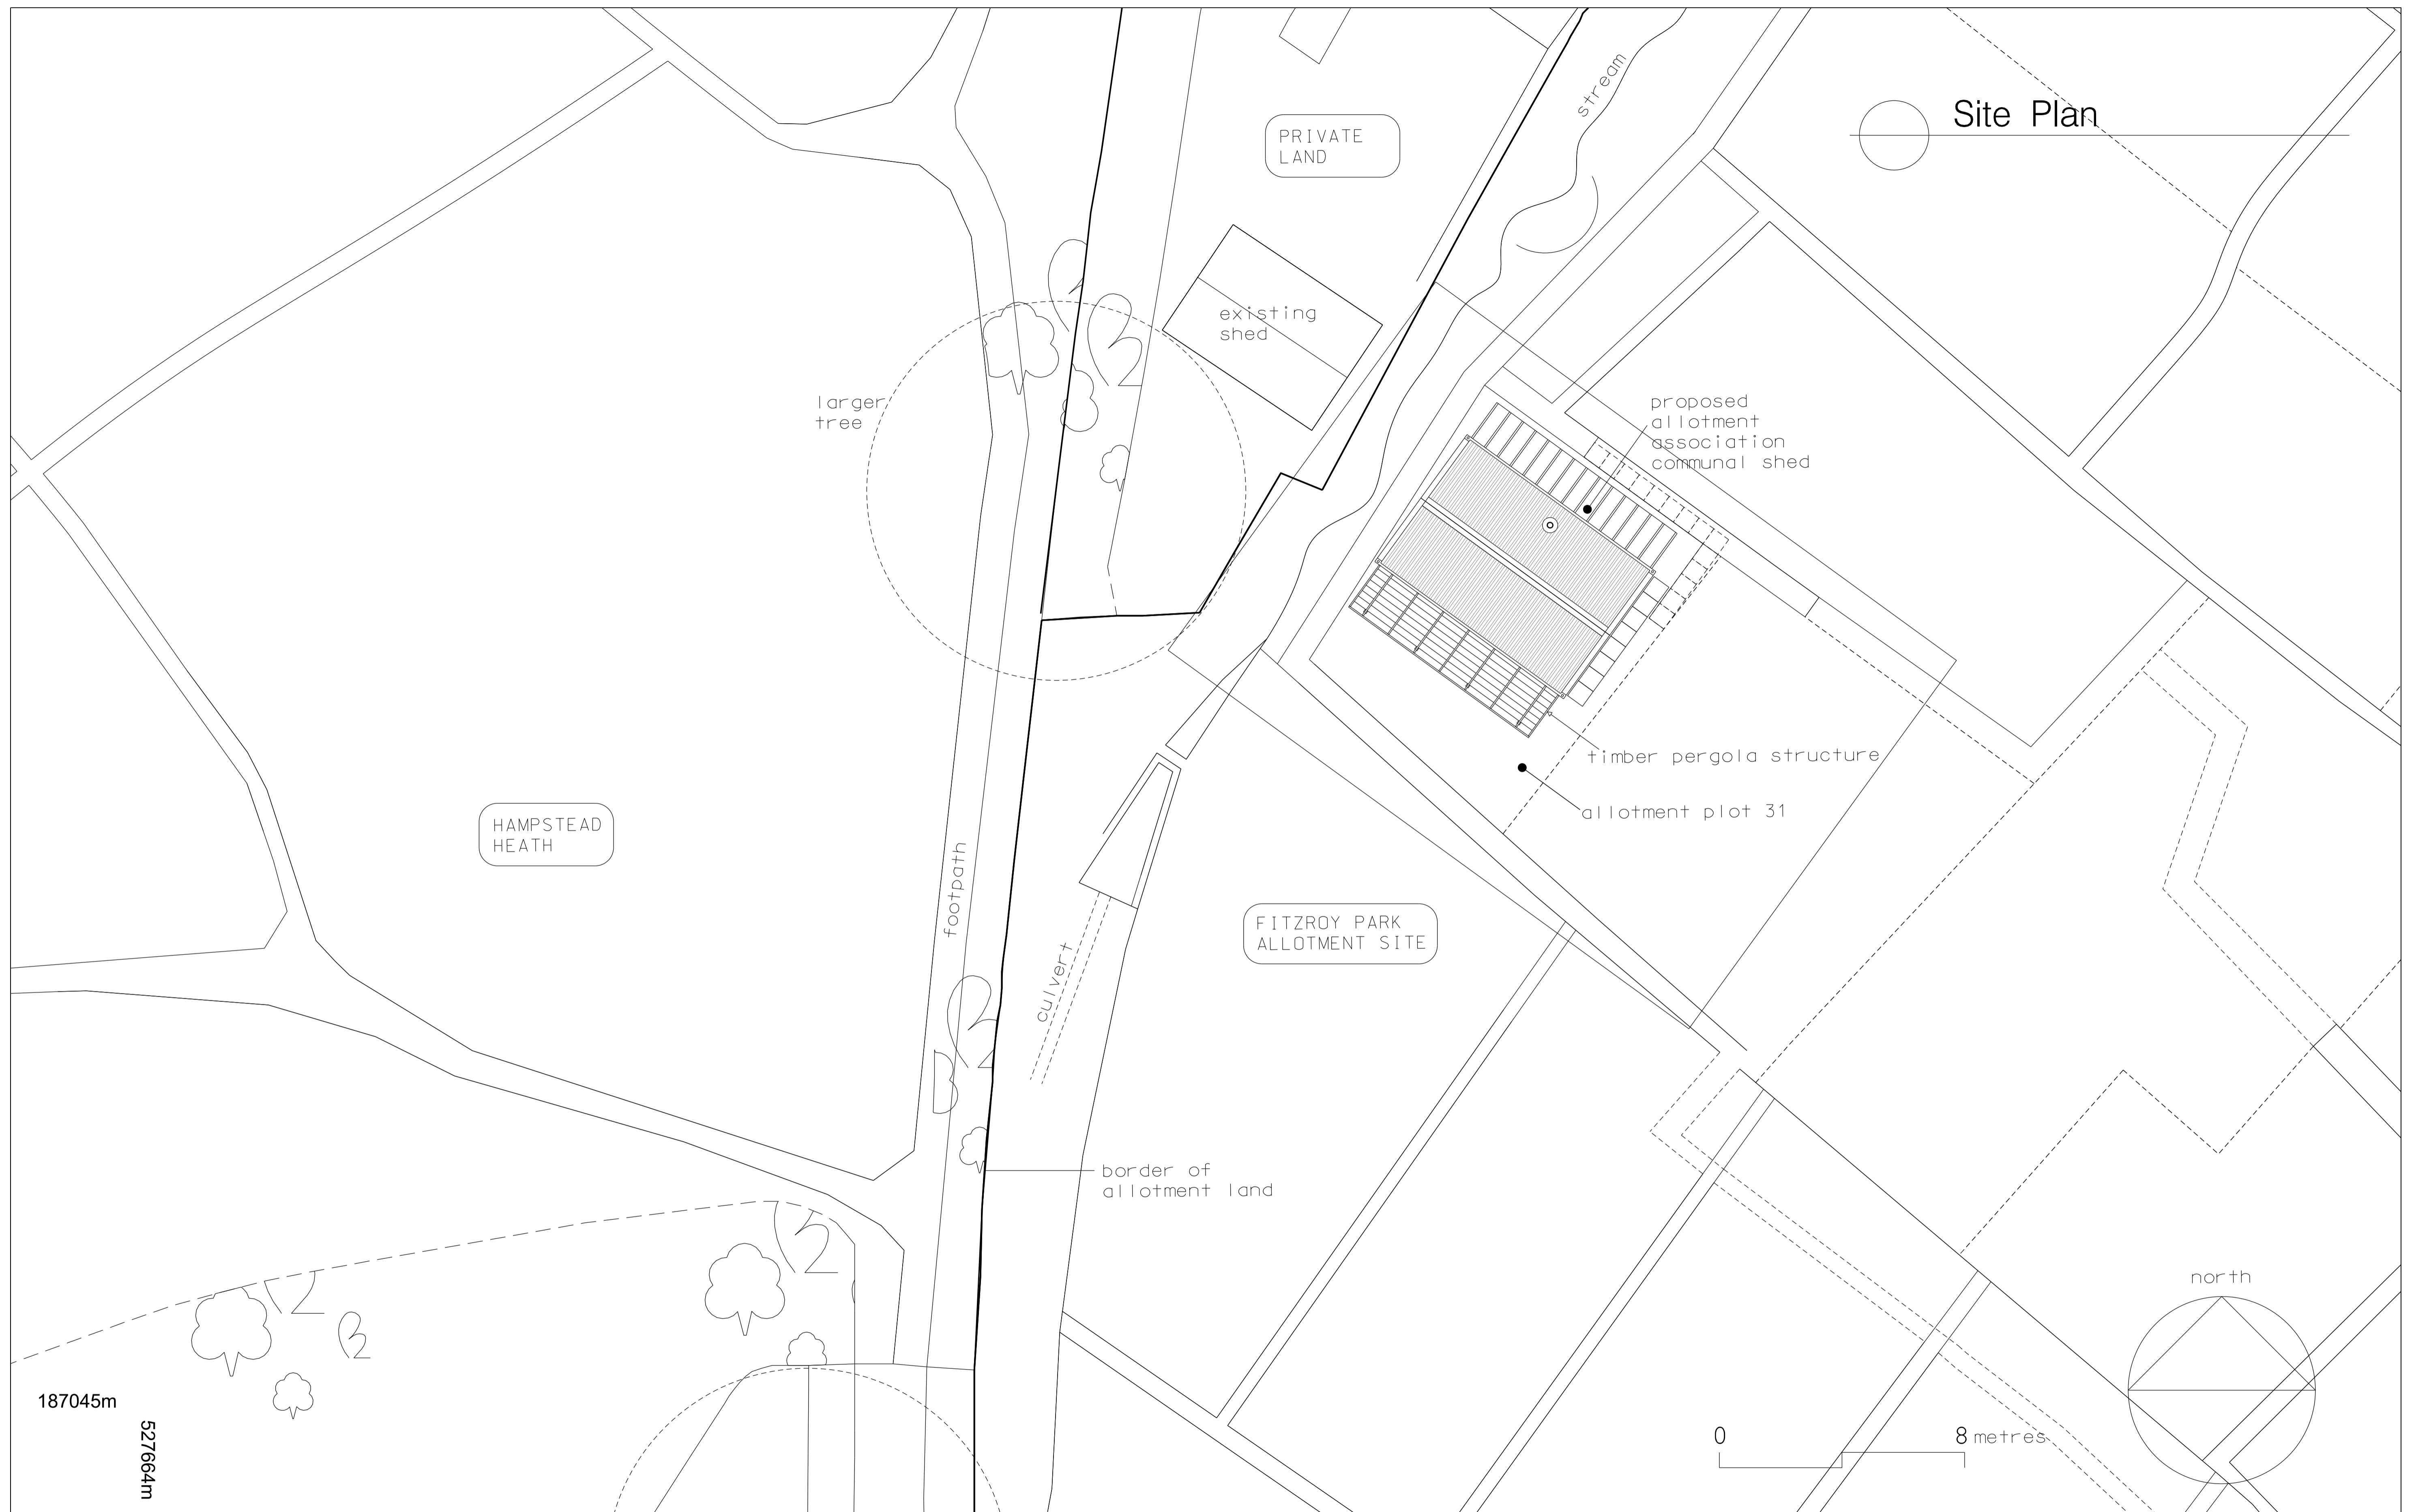 Site Plan
stream
PRIVATE
LAND
existing
shed
larger
tree
proposed
allotment
association
communal shed
timber pergola structure
allotment plot 31
HAMPSTEAD
HEATH
footpath
FITZROY PARK
ALLOTMENT SITE
culvert
border of
allotment land
north
187045m
527664m
0
8 metres